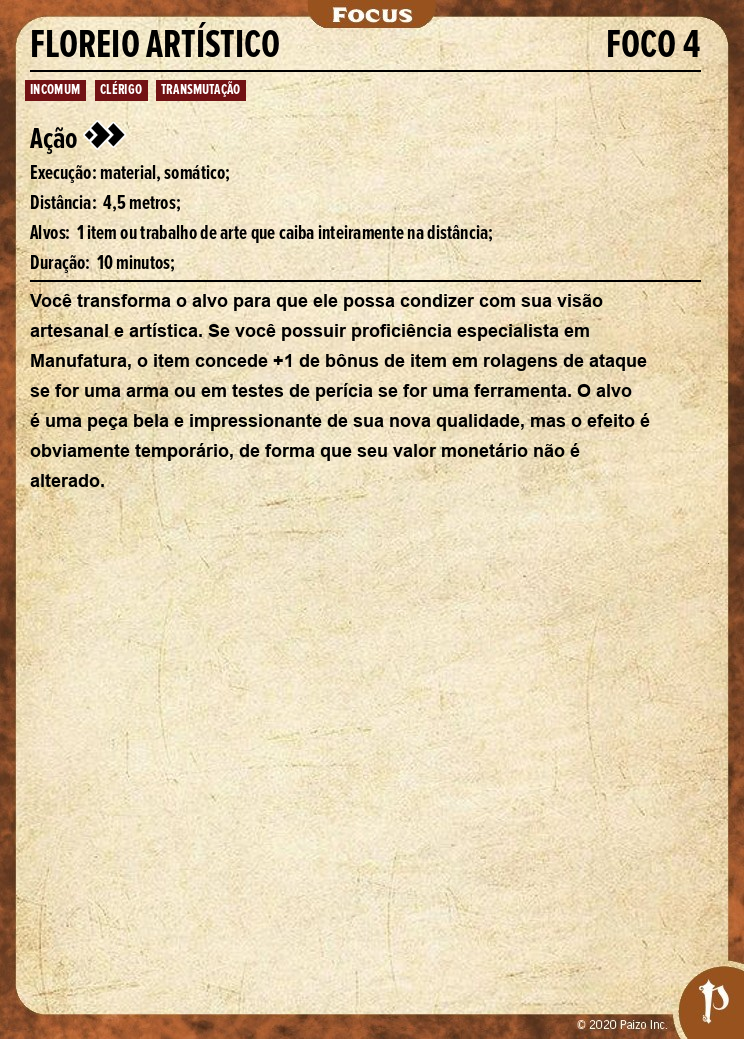 Focus
FLOREIO ARTÍSTICO FOCO 4
INCOMUM CLÉRIGO TRANSMUTAÇÃO
Ação
Execução: material, somático;
Distância: 4,5 metros;
Alvos: 1 item ou trabalho de arte que caiba inteiramente na distância;
Duração: 10 minutos;
Você transforma o alvo para que ele possa condizer com sua visão
artesanal e artística. Se você possuir proficiência especialista em
Manufatura, o item concede +1 de bônus de item em rolagens de ataque
se for uma arma ou em testes de perícia se for uma ferramenta. O alvo
é uma peça bela e impressionante de sua nova qualidade, mas o efeito é
obviamente temporário, de forma que seu valor monetário não é
alterado.
© 2020 Paizo Inc.
P